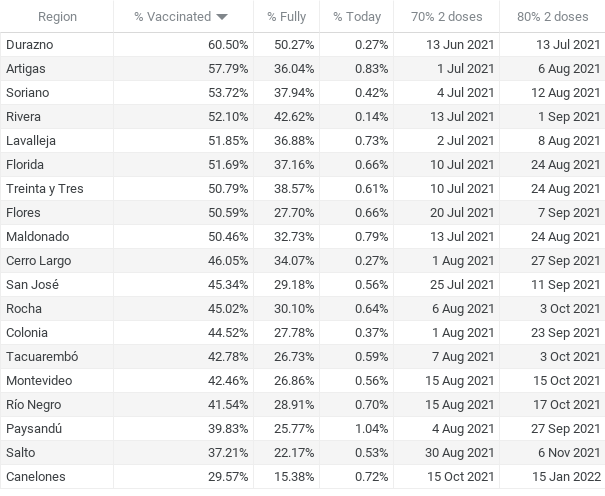 Region % Vaccinated % Fully % Today 70% 2 doses 80% 2 doses
Durazno 60.50% 50.27% 0.27% 13 Jun 2021 13 Jul 2021
Artigas 57.79% 36.04% 0.83% 1 Jul 2021 6 Aug 2021
Soriano 53.72% 37.94% 0.42% 4 Jul 2021 12 Aug 2021
Rivera 52.10% 42.62% 0.14% 13 Jul 2021 1 Sep 2021
Lavalleja 51.85% 36.88% 0.73% 2 Jul 2021 8 Aug 2021
Florida 51.69% 37.16% 0.66% 10 Jul 2021 24 Aug 2021
Treinta y Tres 50.79% 38.57% 0.61% 10 Jul 2021 24 Aug 2021
Flores 50.59% 27.70% 0.66% 20 Jul 2021 7 Sep 2021
Maldonado 50.46% 32.73% 0.79% 13 Jul 2021 24 Aug 2021
Cerro Largo 46.05% 34.07% 0.27% 1 Aug 2021 27 Sep 2021
San José 45.34% 29.18% 0.56% 25 Jul 2021 11 Sep 2021
Rocha 45.02% 30.10% 0.64% 6 Aug 2021 3 Oct 2021
Colonia 44.52% 27.78% 0.37% 1 Aug 2021 23 Sep 2021
Tacuarembó 42.78% 26.73% 0.59% 7 Aug 2021 3 Oct 2021
Montevideo 42.46% 26.86% 0.56% 15 Aug 2021 15 Oct 2021
Río Negro 41.54% 28.91% 0.70% 15 Aug 2021 17 Oct 2021
Paysandú 39.83% 25.77% 1.04% 4 Aug 2021 27 Sep 2021
Salto 37.21% 22.17% 0.53% 30 Aug 2021 6 Nov 2021
Canelones 29.57% 15.38% 0.72% 15 Oct 2021 15 Jan 2022